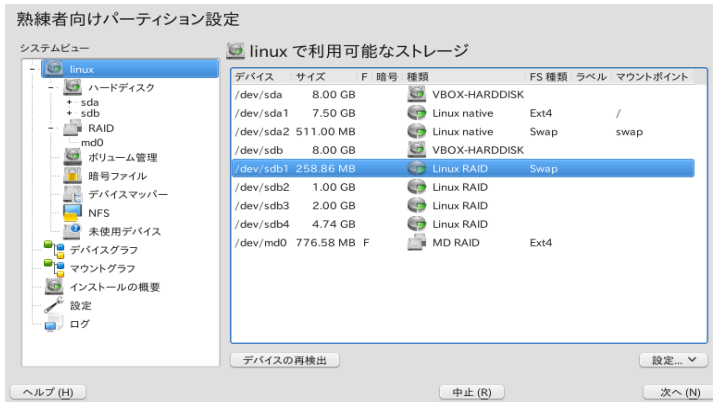 熟練者向けパーティション設定
システムビュー
linux
ハードディスク
sda
sdb
RAID
md0
ボリューム管理
暗号ファイル
デバイスマッパー
NFS
未使用デバイス
デバイスグラフ
マウントグラフ
インストールの概要
設定
ログ
linux で利用可能なストレージ
デバイス サイズ F 暗号 種類 FS 種類 ラベル マウントポイント
/dev/sda 8.00 GB VBOX-HARDDISK
/dev/sda1 7.50 GB Linux native Ext4 /
/dev/sda2 511.00 MB Linux native Swap swap
/dev/sdb 8.00 GB VBOX-HARDDISK
/dev/sdb1 258.86 MB Linux RAID Swap
/dev/sdb2 1.00 GB Linux RAID
/dev/sdb3 2.00 GB Linux RAID
/dev/sdb4 4.74 GB Linux RAID
/dev/md0 776.58 MB F MD RAID Ext4
デバイスの再検出 設定...
ヘルプ (H) 中止 (R) 次へ (N)